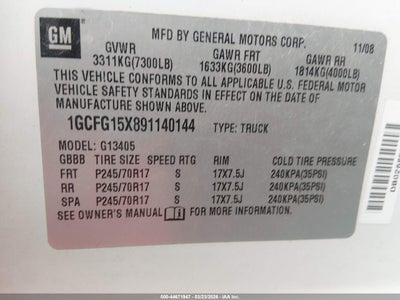 GM
MFD BY GENERAL MOTORS CORP. 11/08
GVWR GAWR FRT GAWR RR
3311KG(7300LB) 1633KG(3600LB) 1814KG(4000LB)
THIS VEHICLE CONFORMS TO ALL APPLICABLE U.S. FEDERAL MOTOR
VEHICLE SAFETY STANDARDS IN EFFECT ON THE DATE OF
MANUFACTURE SHOWN ABOVE.
1GCFG15X891140144 TYPE: TRUCK
MODEL: G13405
GBBB TIRE SIZE SPEED RTG RIM COLD TIRE PRESSURE
FRT P245/70R17 S 17X7.5J 240KPA(35PSI)
RR P245/70R17 S 17X7.5J 240KPA(35PSI)
SPA P245/70R17 S 17X7.5J 240KPA(35PSI)
SEE OWNER'S MANUAL FOR MORE INFORMATION.